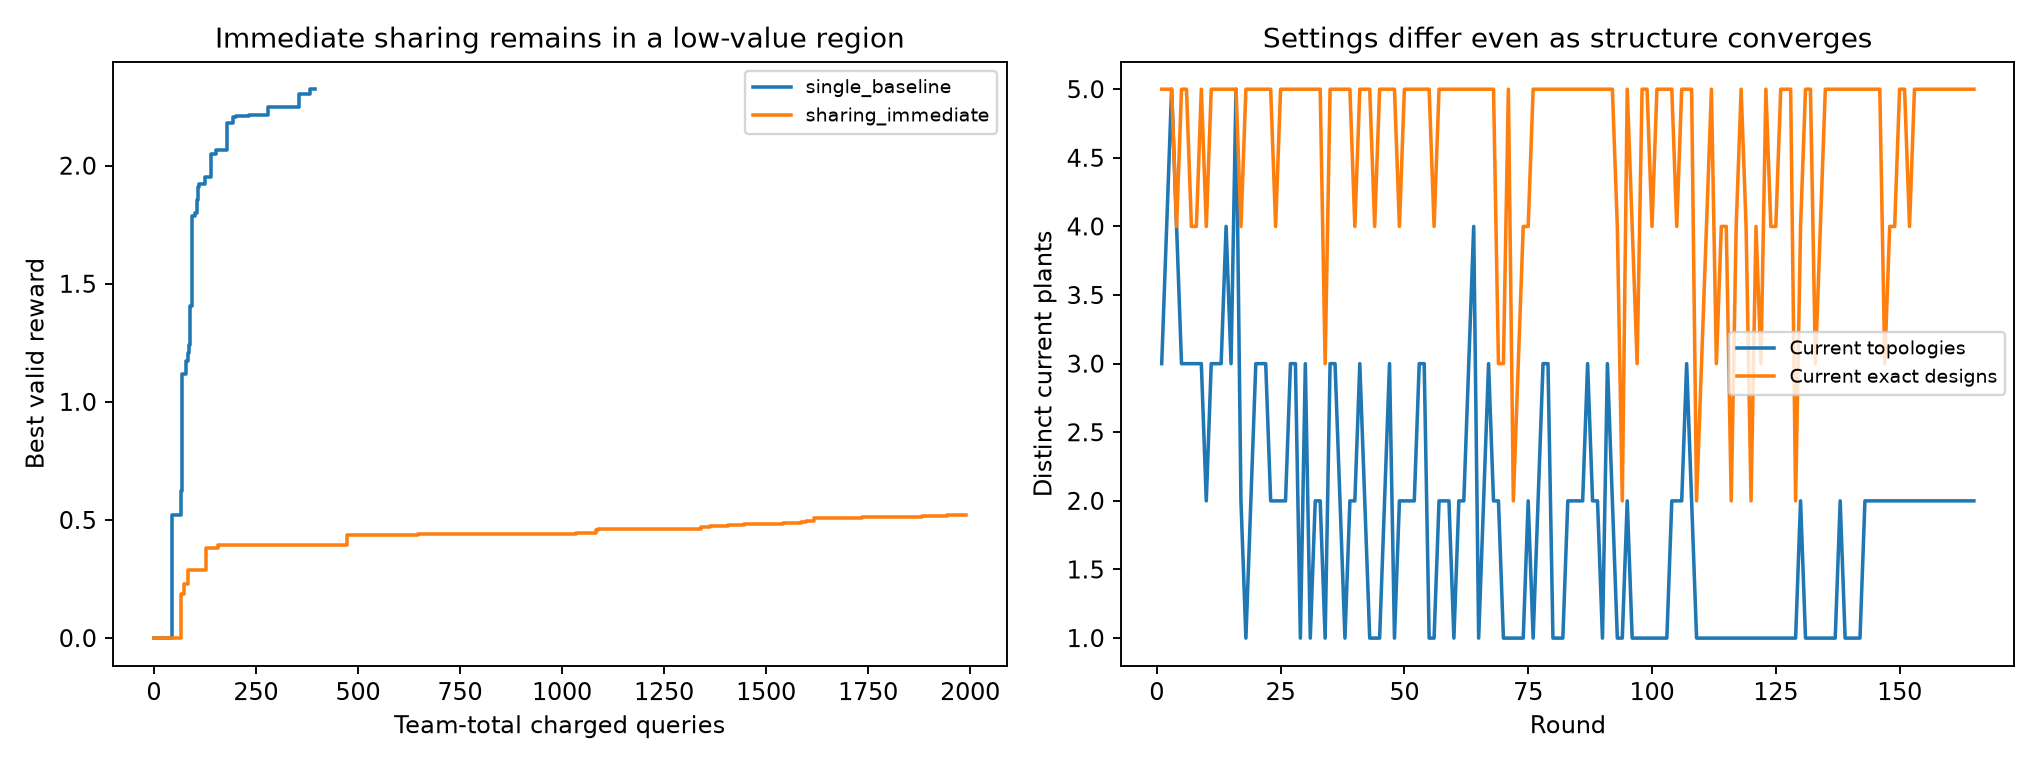 Immediate sharing remains in a low-value region
Best valid reward
2.0
1.5
1.0
0.5
0.0
single_baseline
sharing_immediate
0 250 500 750 1000 1250 1500 1750 2000
Team-total charged queries
Settings differ even as structure converges
Distinct current plants
5.0
4.5
4.0
3.5
3.0
2.5
2.0
1.5
1.0
Current topologies
Current exact designs
0 25 50 75 100 125 150
Round